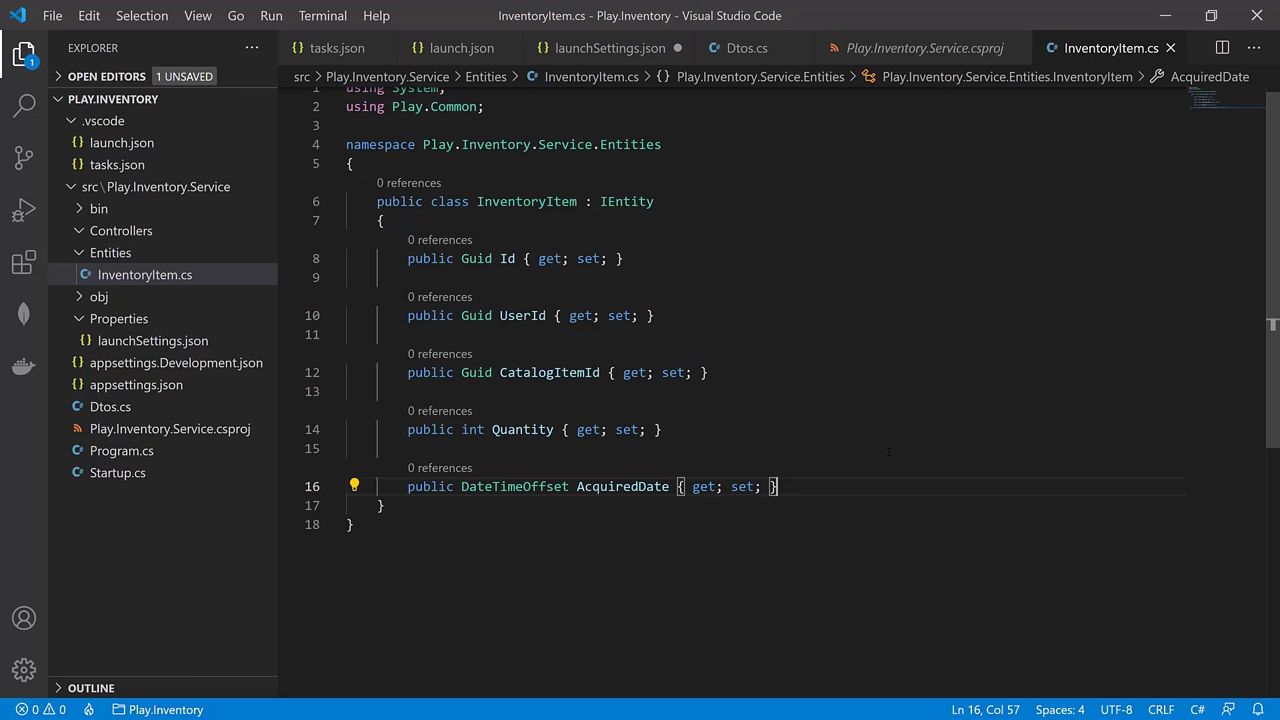 File Edit Selection View Go Run Terminal Help InventoryItem.cs - Play.Inventory - Visual Studio Code
EXPLORER
OPEN EDITORS 1 UNSAVED
PLAY.INVENTORY
.vscode
launch.json
tasks.json
src\Play.Inventory.Service
bin
Controllers
Entities
InventoryItem.cs
obj
Properties
launchSettings.json
appsettings.Development.json
appsettings.json
Dtos.cs
Play.Inventory.Service.csproj
Program.cs
Startup.cs
OUTLINE
1
tasks.json launch.json launchSettings.json Dtos.cs Play.Inventory.Service.csproj InventoryItem.cs
src > Play.Inventory.Service > Entities > InventoryItem.cs > {} Play.Inventory.Service.Entities > Play.Inventory.Service.Entities.InventoryItem > AcquiredDate
1 using System;
2 using Play.Common;
3
4 namespace Play.Inventory.Service.Entities
5 {
0 references
6 public class InventoryItem : IEntity
7 {
0 references
8 public Guid Id { get; set; }
9
0 references
10 public Guid UserId { get; set; }
11
0 references
12 public Guid CatalogItemId { get; set; }
13
0 references
14 public int Quantity { get; set; }
15
0 references
16 public DateTimeOffset AcquiredDate { get; set; }
17 }
18 }
0 0 Play.Inventory Ln 16, Col 57 Spaces: 4 UTF-8 CRLF C#